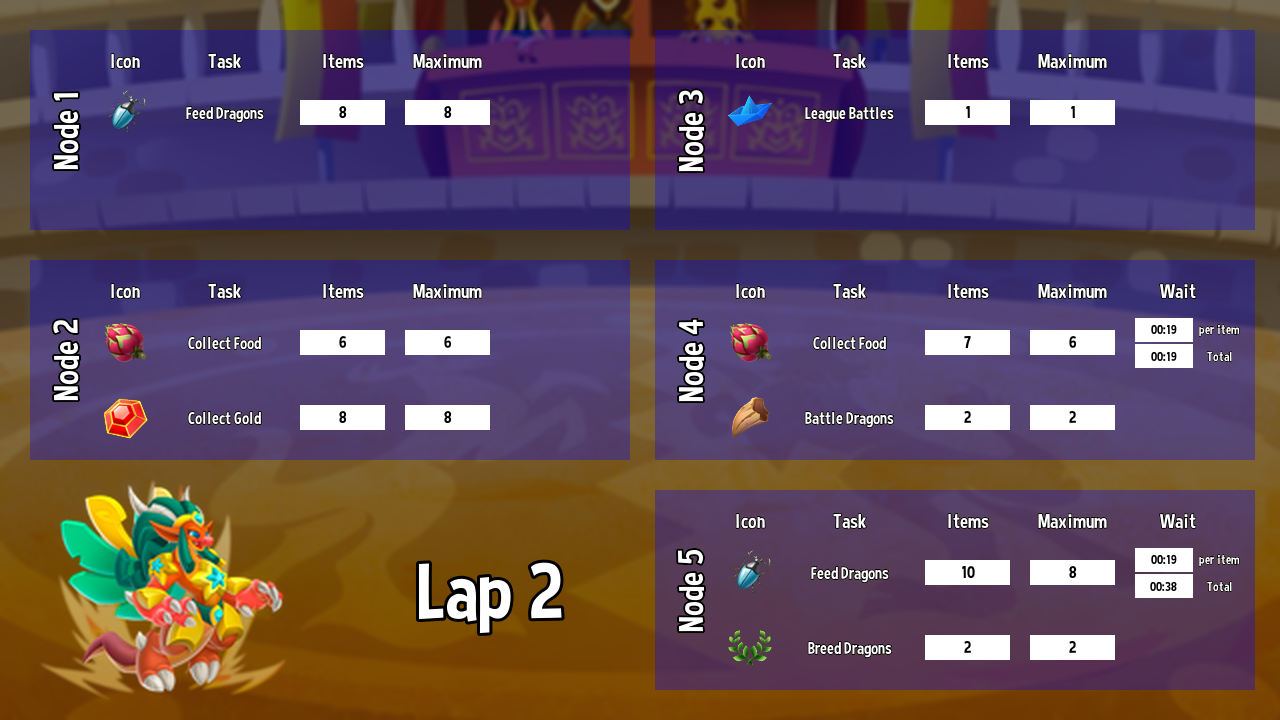 Node 1
Icon Task Items Maximum
Feed Dragons 8 8
Node 2
Icon Task Items Maximum
Collect Food 6 6
Collect Gold 8 8
Lap 2
Node 3
Icon Task Items Maximum
League Battles 1 1
Node 4
Icon Task Items Maximum Wait
Collect Food 7 6 00:19 per item
00:19 Total
Battle Dragons 2 2
Node 5
Icon Task Items Maximum Wait
Feed Dragons 10 8 00:19 per item
00:38 Total
Breed Dragons 2 2